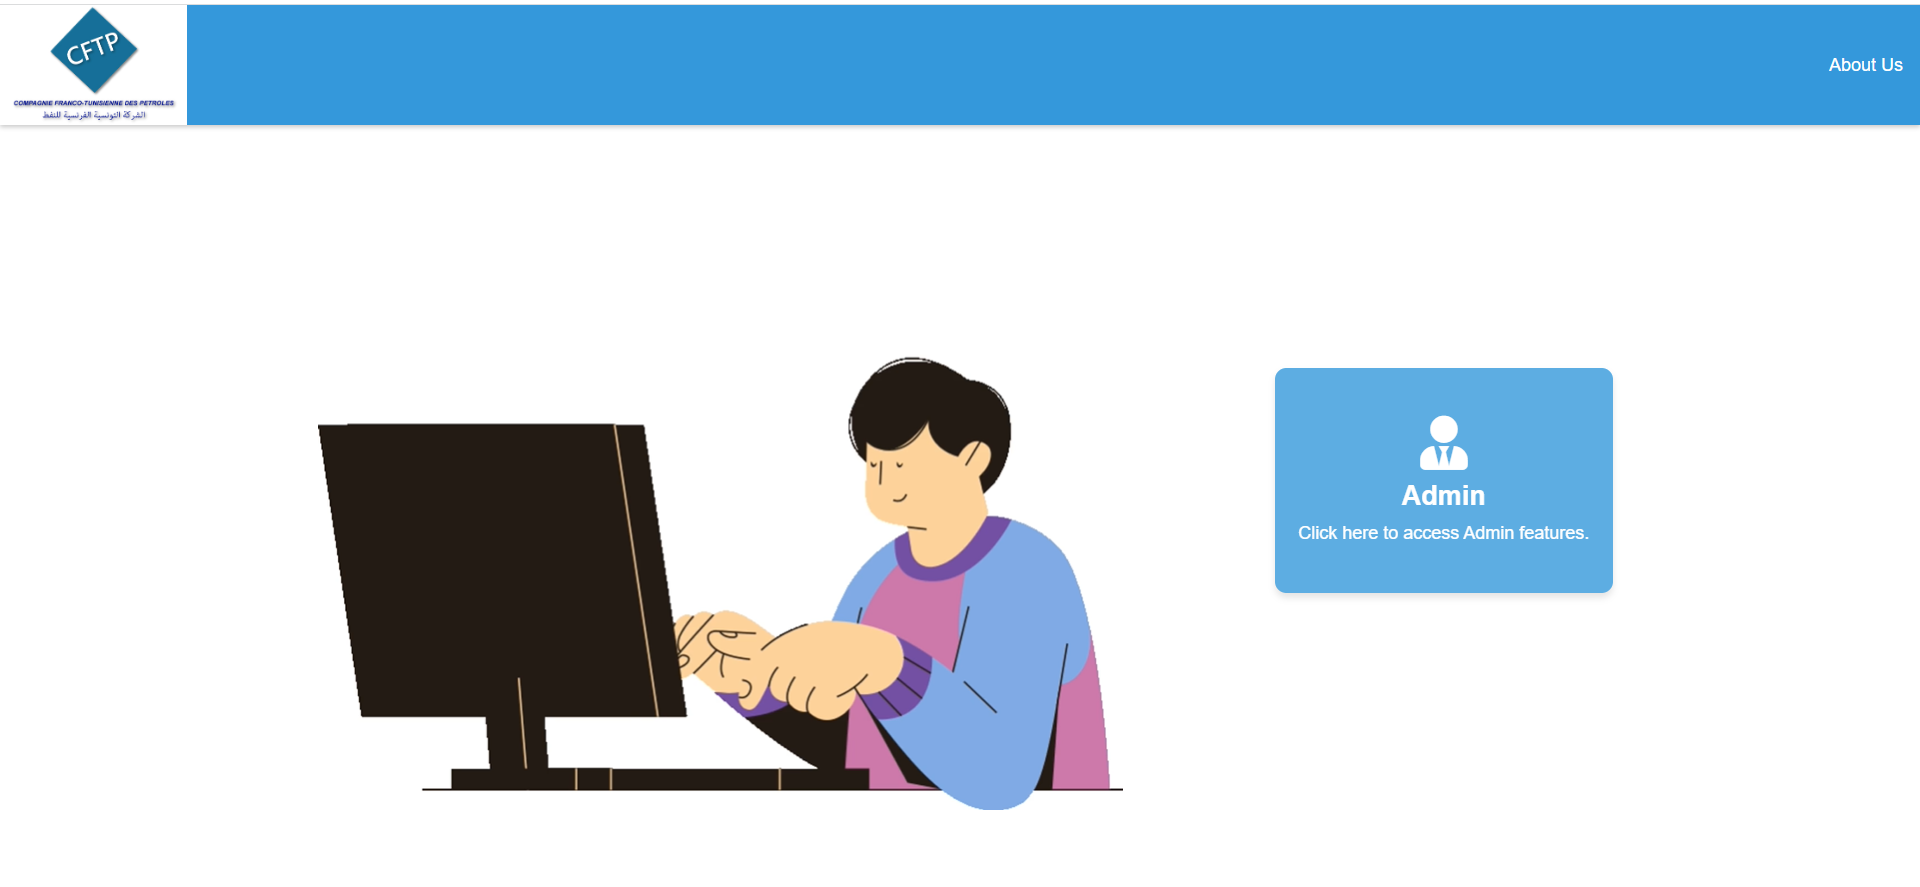 CFTP
COMPAGNIE FRANCO-TUNISIENNE DES PETROLES
الشركة التونسية الفرنسية للنفط
About Us
Admin
Click here to access Admin features.